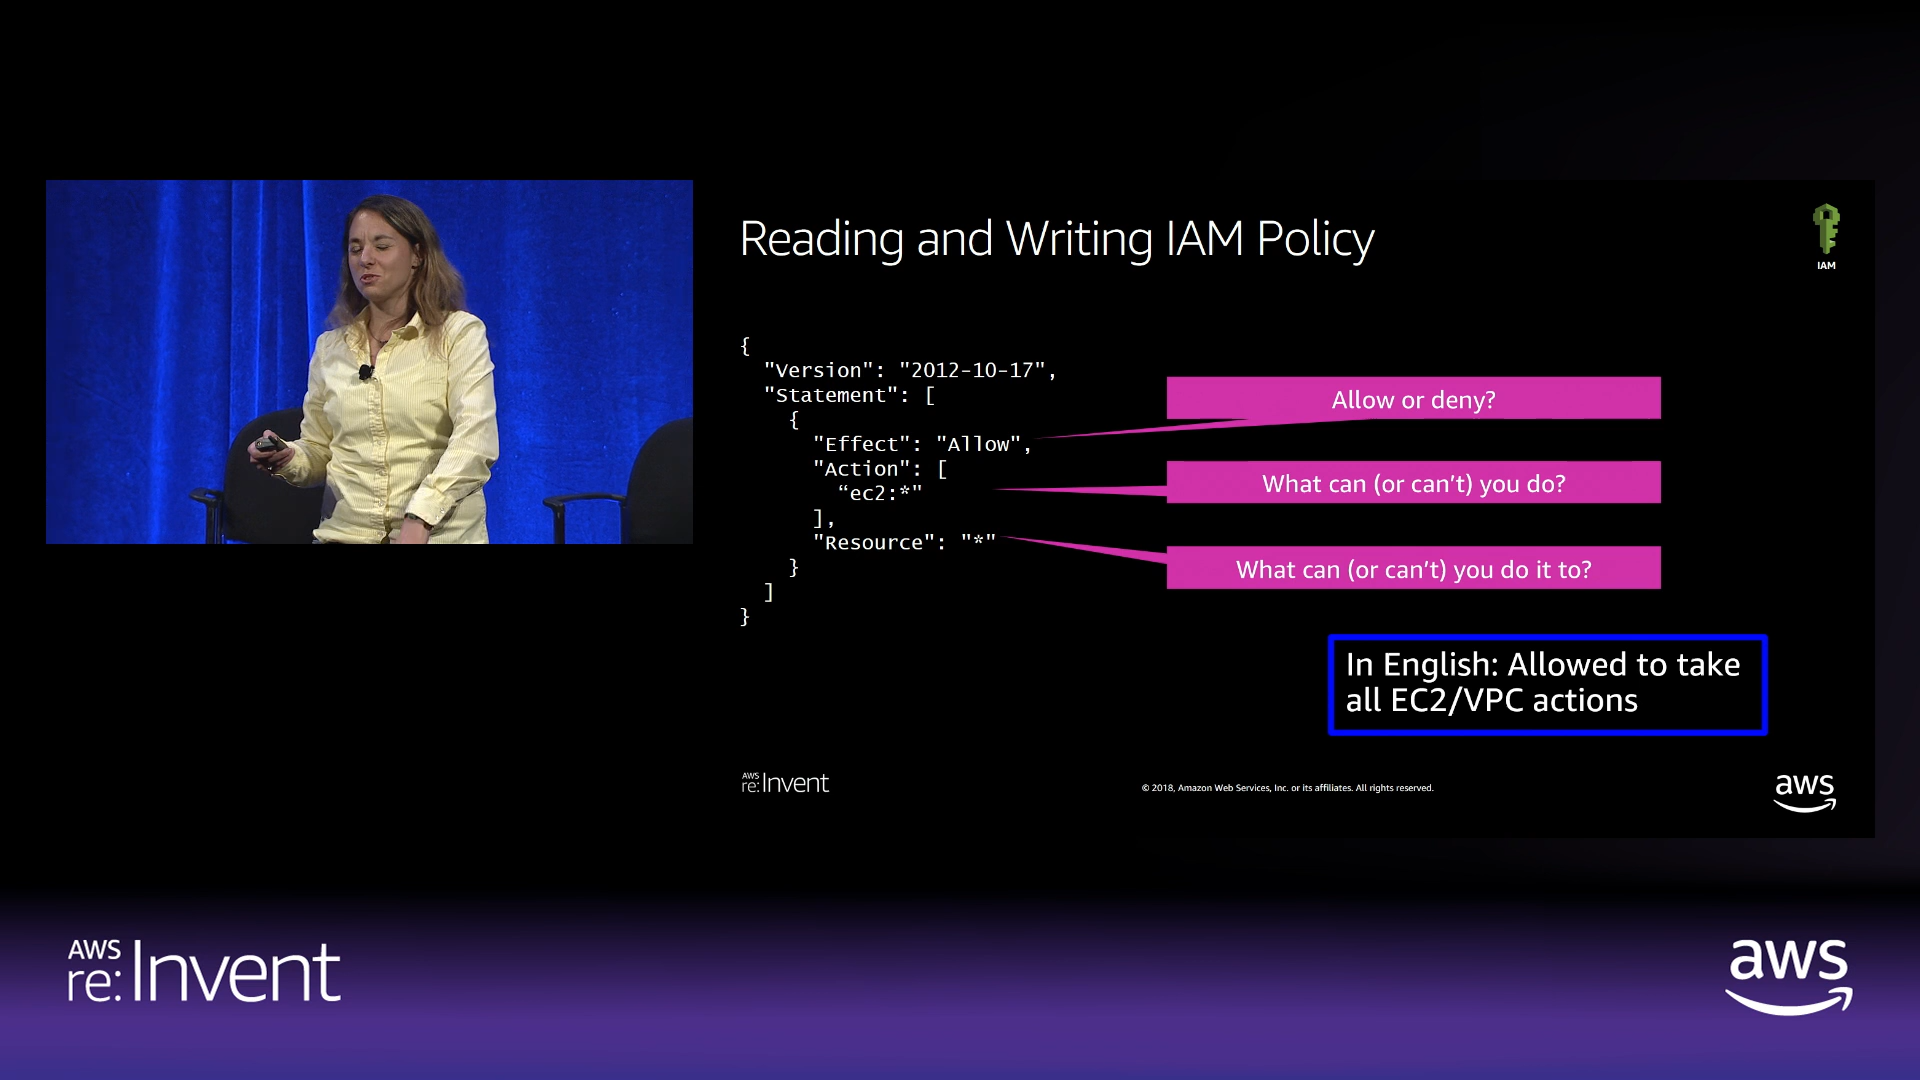 Reading and Writing IAM Policy
IAM
{
"Version": "2012-10-17",
"Statement": [
{
"Effect": "Allow",
"Action": [
“ec2:*"
],
"Resource": "*"
}
]
}
Allow or deny?
What can (or can’t) you do?
What can (or can’t) you do it to?
In English: Allowed to take
all EC2/VPC actions
AWS
re:Invent
© 2018, Amazon Web Services, Inc. or its affiliates. All rights reserved.
aws
AWS
re:Invent
aws